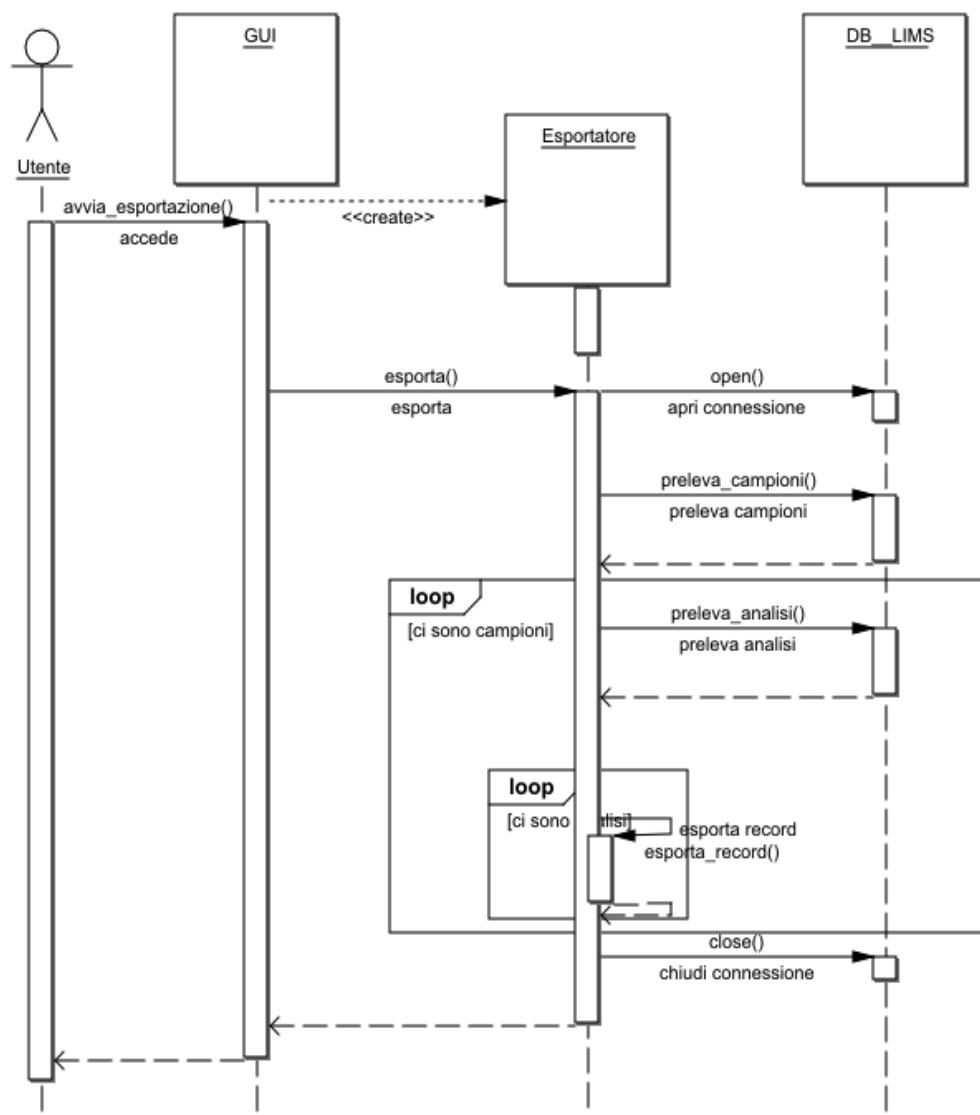 GUI
DB__LIMS
Esportatore
Utente
avvia_esportazione()
accede
<<create>>
esporta()
esporta
open()
apri connessione
preleva_campioni()
preleva campioni
loop
[ci sono campioni]
preleva_analisi()
preleva analisi
loop
[ci sono alisi]
esporta record
esporta_record()
close()
chiudi connessione